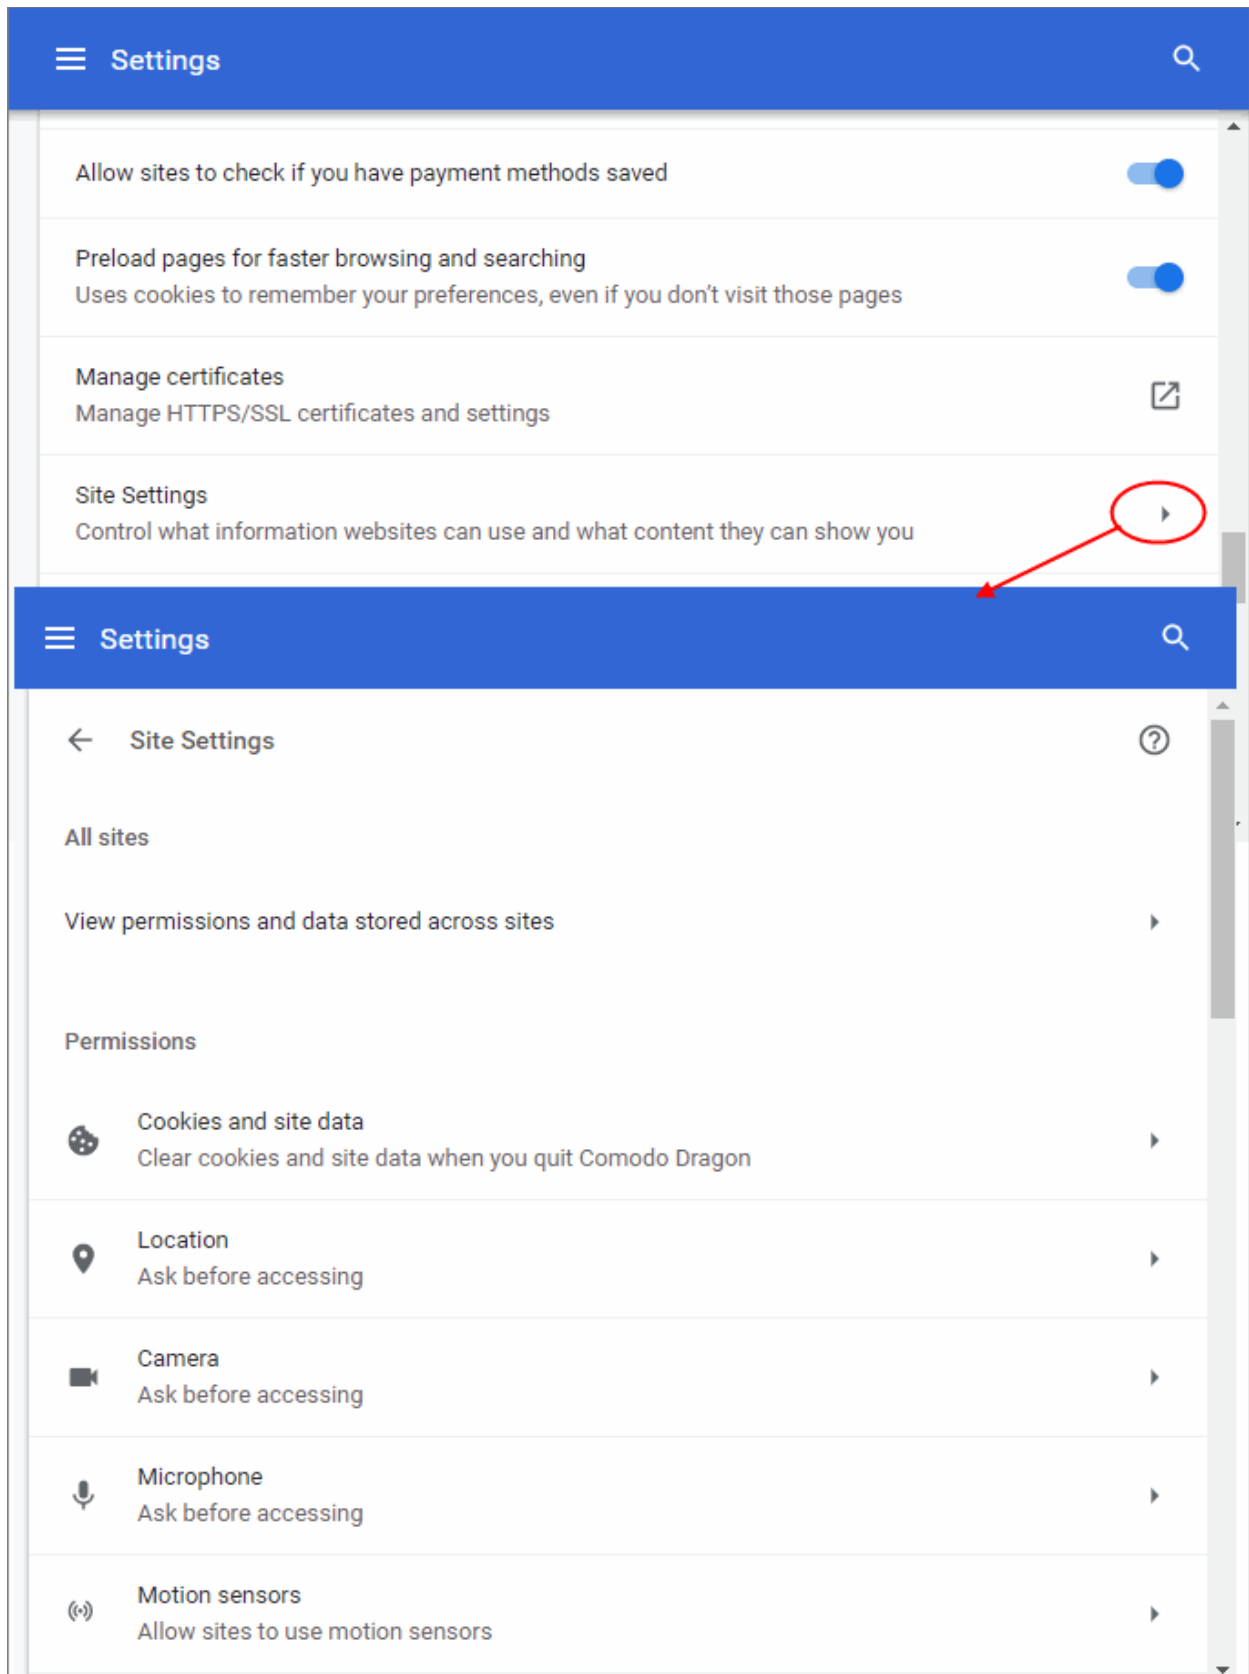 Settings
Allow sites to check if you have payment methods saved
Preload pages for faster browsing and searching
Uses cookies to remember your preferences, even if you don't visit those pages
Manage certificates
Manage HTTPS/SSL certificates and settings
Site Settings
Control what information websites can use and what content they can show you
Settings
Site Settings
All sites
View permissions and data stored across sites
Permissions
Cookies and site data
Clear cookies and site data when you quit Comodo Dragon
Location
Ask before accessing
Camera
Ask before accessing
Microphone
Ask before accessing
Motion sensors
Allow sites to use motion sensors